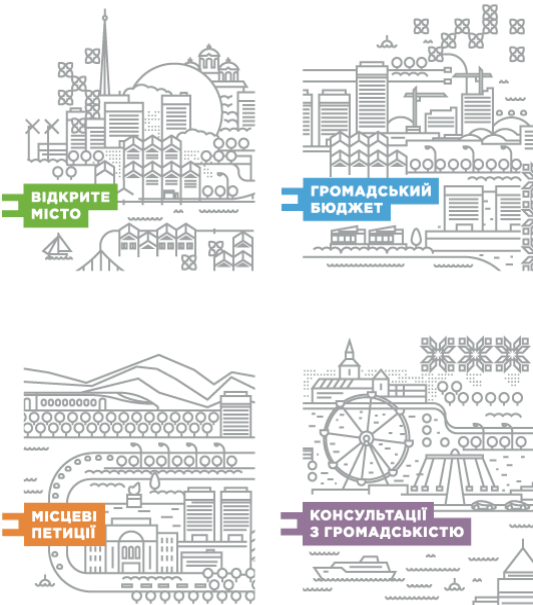 ВІДКРИТЕ
МІСТО
ГРОМАДСЬКИЙ
БЮДЖЕТ
МІСЦЕВІ
ПЕТИЦІЇ
КОНСУЛЬТАЦІЇ
З ГРОМАДСЬКІСТЮ